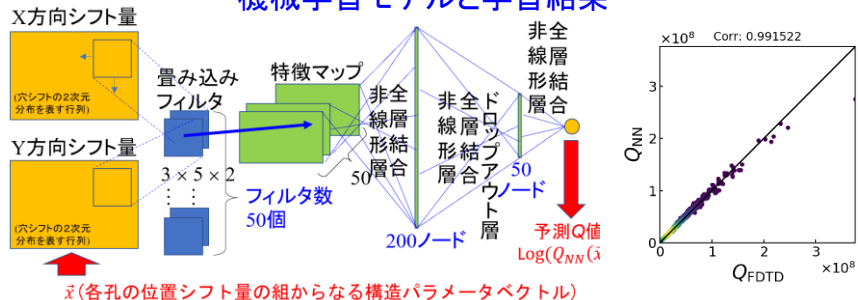 機械学習モデルと学習結果
X方向シフト量
(穴シフトの2次元
分布を表す行列)
Y方向シフト量
(穴シフトの2次元
分布を表す行列)
畳み込み
フィルタ
3 × 5 × 2
フィルタ数
50個
特徴マップ
50
全層結合
非線形層
200ノード
ドロップアウト層
全層結合
非線形層
50
ノード
全層結合
非線形層
予測Q値
Log(Q_NN(x⃗
x⃗(各孔の位置シフト量の組からなる構造パラメータベクトル)
×10⁸
Corr: 0.991522
Q_NN
3
2
1
0
0
1
2
3
×10⁸
Q_FDTD